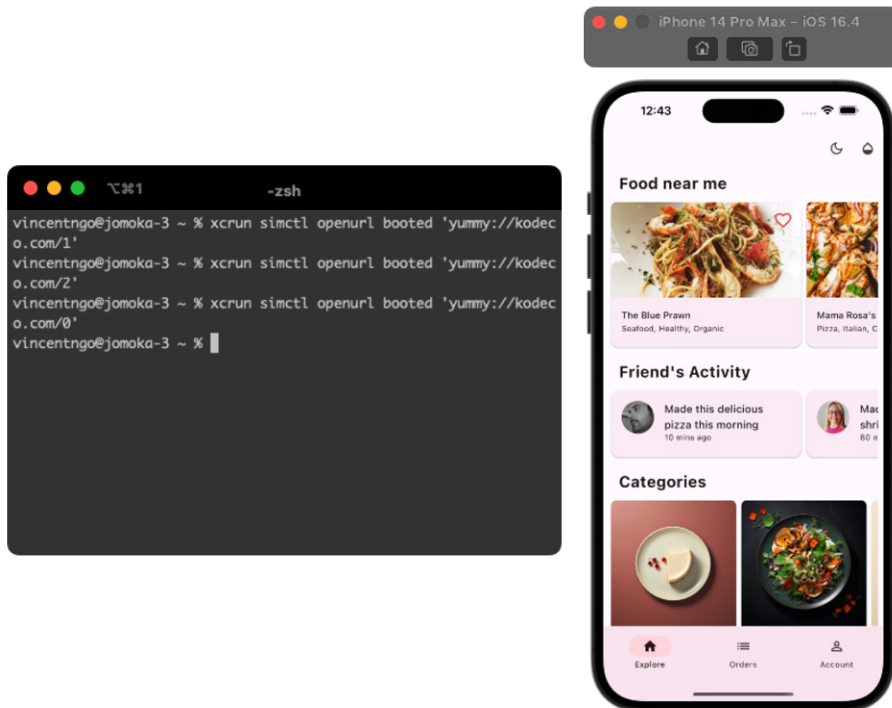 iPhone 14 Pro Max – iOS 16.4
⌥⌘1
-zsh
vincentngo@jomoka-3 ~ % xcrun simctl openurl booted 'yummy://kodec
o.com/1'
vincentngo@jomoka-3 ~ % xcrun simctl openurl booted 'yummy://kodec
o.com/2'
vincentngo@jomoka-3 ~ % xcrun simctl openurl booted 'yummy://kodec
o.com/0'
vincentngo@jomoka-3 ~ %
12:43
Food near me
The Blue Prawn
Seafood, Healthy, Organic
Mama Rosa's
Pizza, Italian, C
Friend's Activity
Made this delicious
pizza this morning
10 mins ago
Mad
shri
60 m
Categories
Explore
Orders
Account